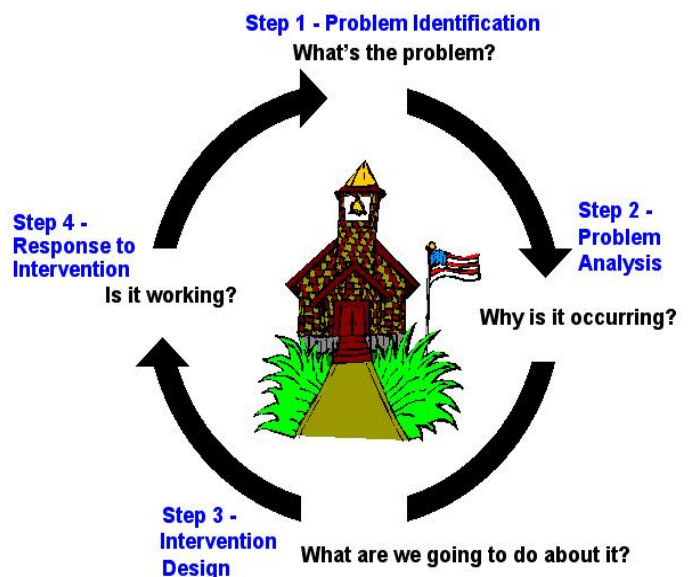 Step 1 - Problem Identification
What's the problem?
Step 2 -
Problem
Analysis
Why is it occurring?
Step 3 -
Intervention
Design
What are we going to do about it?
Step 4 -
Response to
Intervention
Is it working?